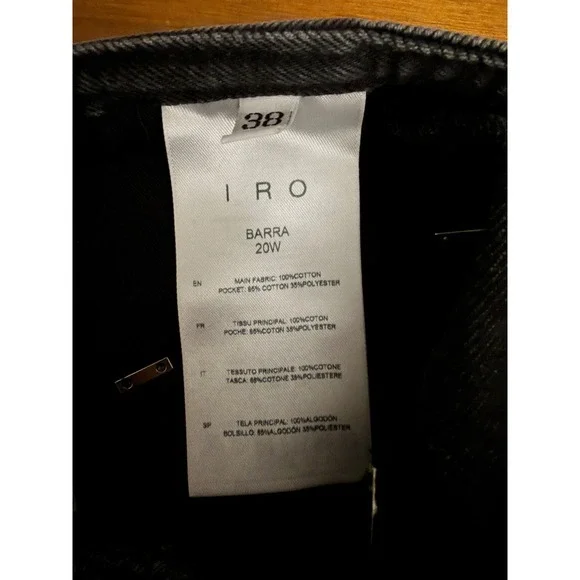 38
I R O
BARRA
20W
EN
MAIN FABRIC: 100%COTTON
POCKET: 65% COTTON 35%POLYESTER
FR
TISSU PRINCIPAL: 100%COTON
POCHE: 65%COTON 35%POLYESTER
IT
TESSUTO PRINCIPALE: 100%COTONE
TASCA: 65%COTONE 35%POLIESTERE
SP
TELA PRINCIPAL: 100%ALGODÓN
BOLSILLO: 65%ALGODÓN 35%POLIESTER